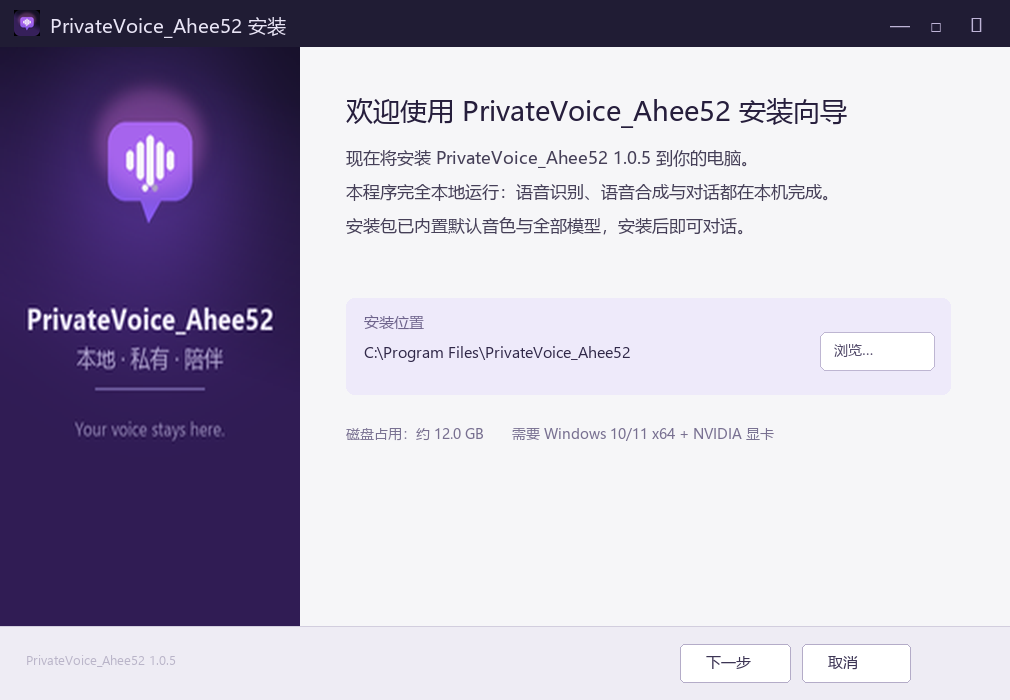 PrivateVoice_Ahee52 安装
PrivateVoice_Ahee52
本地 · 私有 · 陪伴
Your voice stays here.
欢迎使用 PrivateVoice_Ahee52 安装向导
现在将安装 PrivateVoice_Ahee52 1.0.5 到你的电脑。
本程序完全本地运行：语音识别、语音合成与对话都在本机完成。
安装包已内置默认音色与全部模型，安装后即可对话。
安装位置
C:\Program Files\PrivateVoice_Ahee52
浏览...
磁盘占用：约 12.0 GB 需要 Windows 10/11 x64 + NVIDIA 显卡
PrivateVoice_Ahee52 1.0.5
下一步
取消